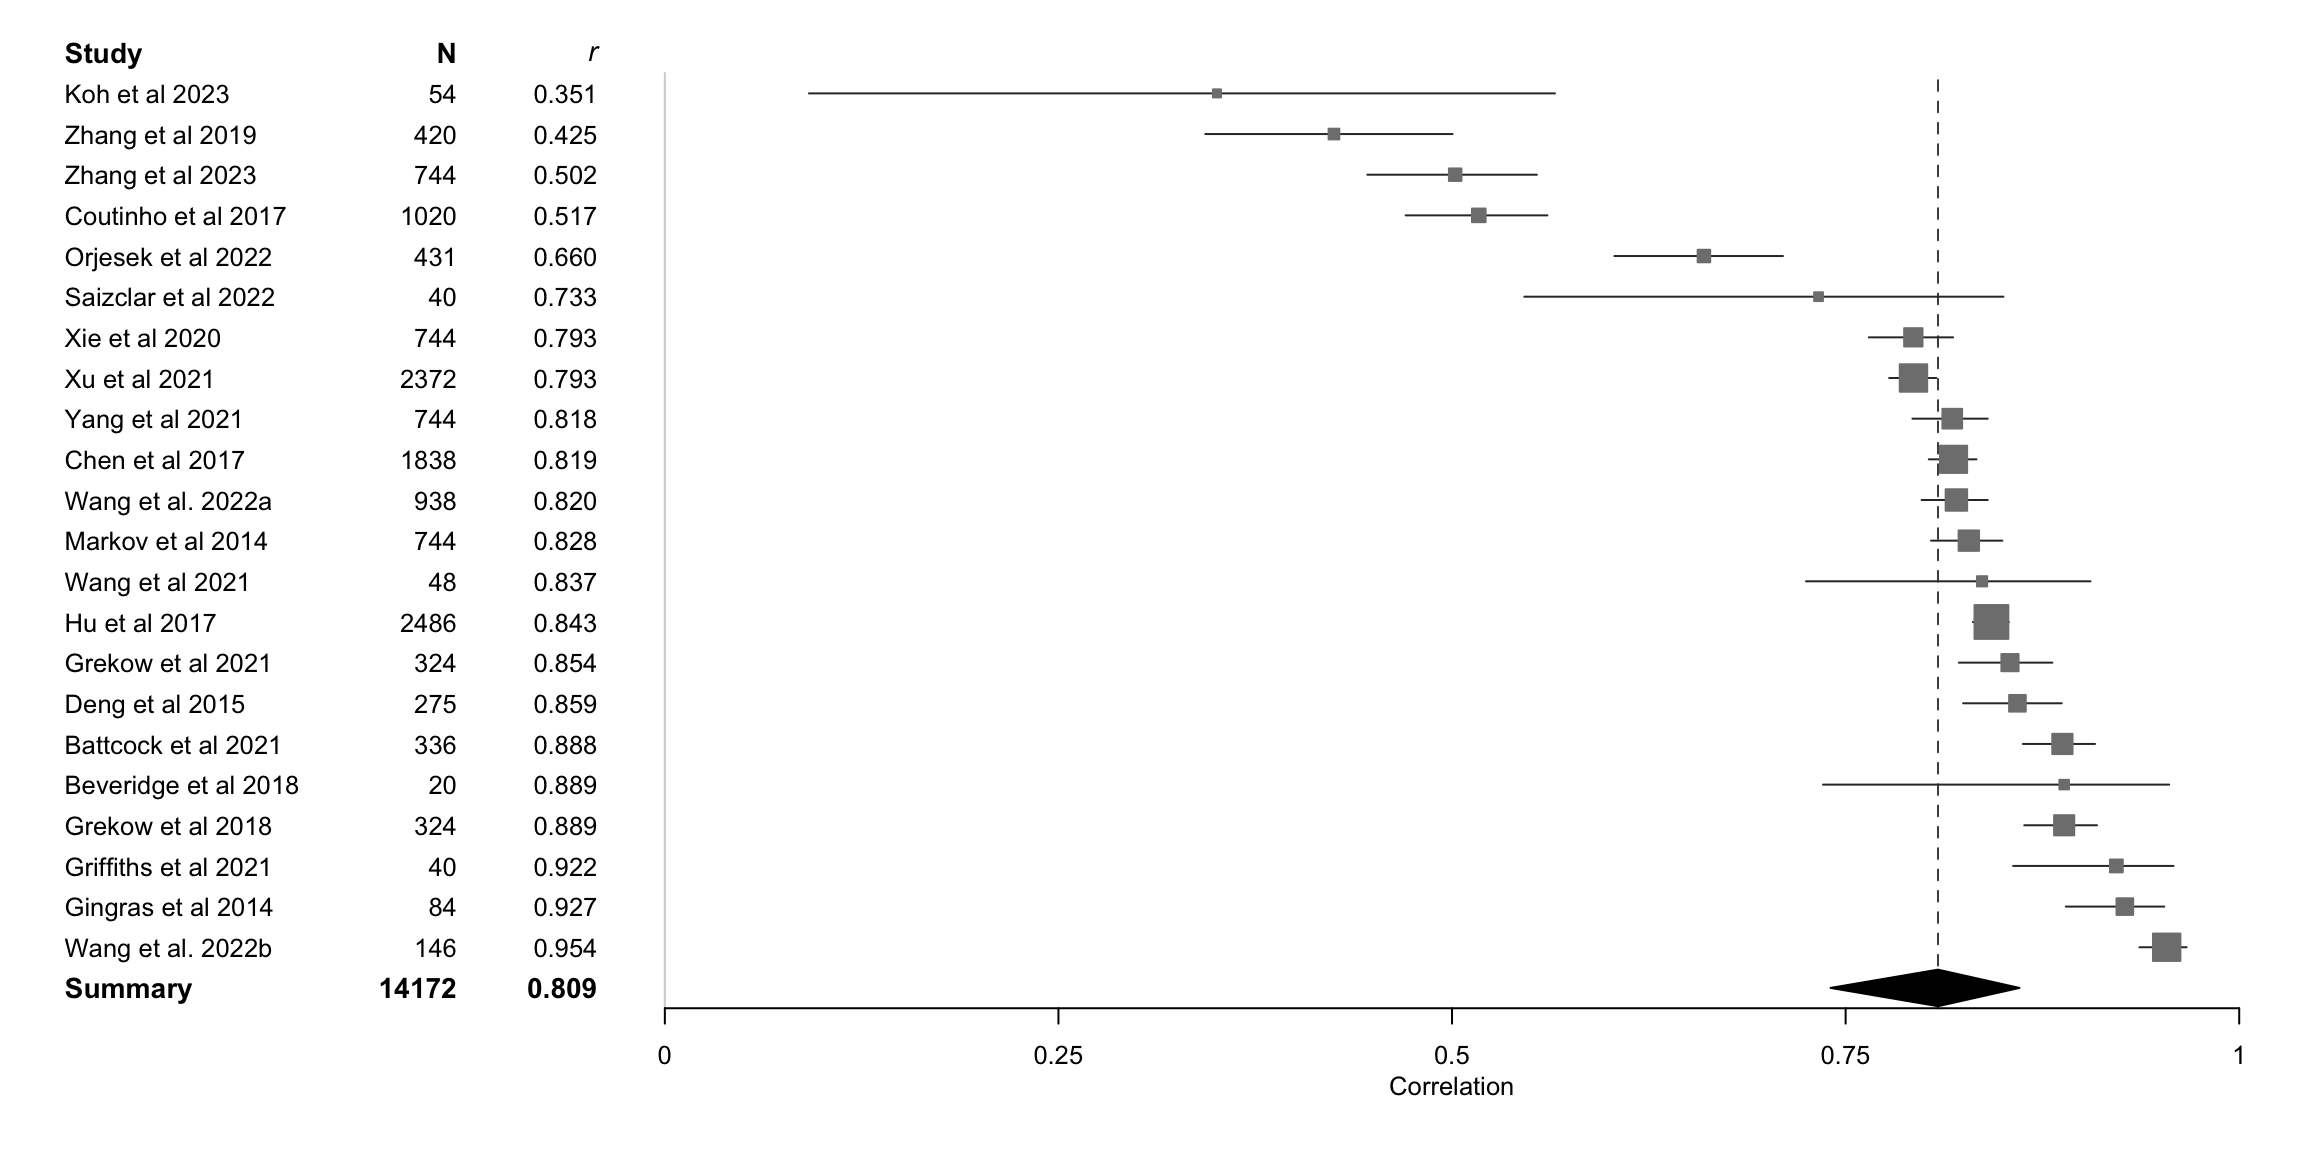 Study N r
Koh et al 2023 54 0.351
Zhang et al 2019 420 0.425
Zhang et al 2023 744 0.502
Coutinho et al 2017 1020 0.517
Orjesek et al 2022 431 0.660
Saizclar et al 2022 40 0.733
Xie et al 2020 744 0.793
Xu et al 2021 2372 0.793
Yang et al 2021 744 0.818
Chen et al 2017 1838 0.819
Wang et al. 2022a 938 0.820
Markov et al 2014 744 0.828
Wang et al 2021 48 0.837
Hu et al 2017 2486 0.843
Grekow et al 2021 324 0.854
Deng et al 2015 275 0.859
Battcock et al 2021 336 0.888
Beveridge et al 2018 20 0.889
Grekow et al 2018 324 0.889
Griffiths et al 2021 40 0.922
Gingras et al 2014 84 0.927
Wang et al. 2022b 146 0.954
Summary 14172 0.809
0 0.25 0.5 0.75 1
Correlation